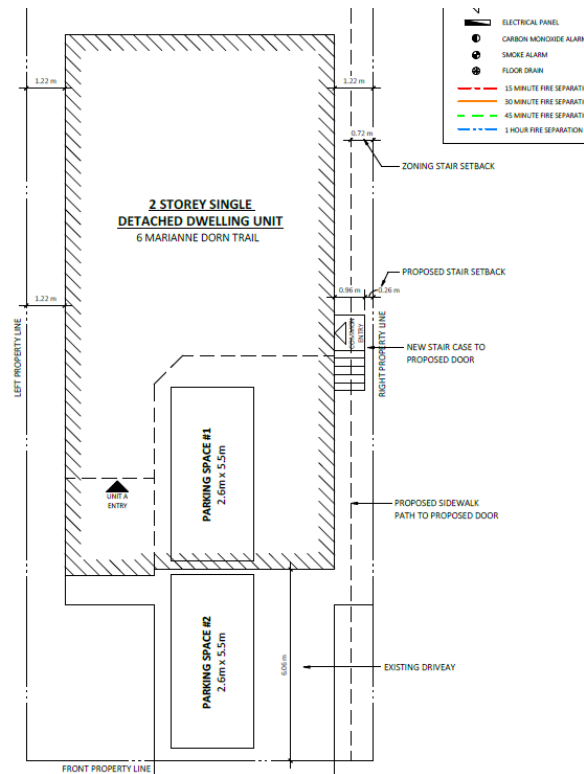 ELECTRICAL PANEL
CARBON MONOXIDE ALARM
SMOKE ALARM
FLOOR DRAIN
15 MINUTE FIRE SEPARATI
30 MINUTE FIRE SEPARATI
45 MINUTE FIRE SEPARATI
1 HOUR FIRE SEPARATION
1.22 m
1.22 m
0.72 m
ZONING STAIR SETBACK
2 STOREY SINGLE
DETACHED DWELLING UNIT
6 MARIANNE DORN TRAIL
PROPOSED STAIR SETBACK
1.22 m
0.96 m
0.26 m
COMMON
ENTRY
NEW STAIR CASE TO
PROPOSED DOOR
LEFT PROPERTY LINE
RIGHT PROPERTY LINE
PARKING SPACE #1
2.6m x 5.5m
UNIT A
ENTRY
PROPOSED SIDEWALK
PATH TO PROPOSED DOOR
PARKING SPACE #2
2.6m x 5.5m
6.06 m
EXISTING DRIVEAY
FRONT PROPERTY LINE